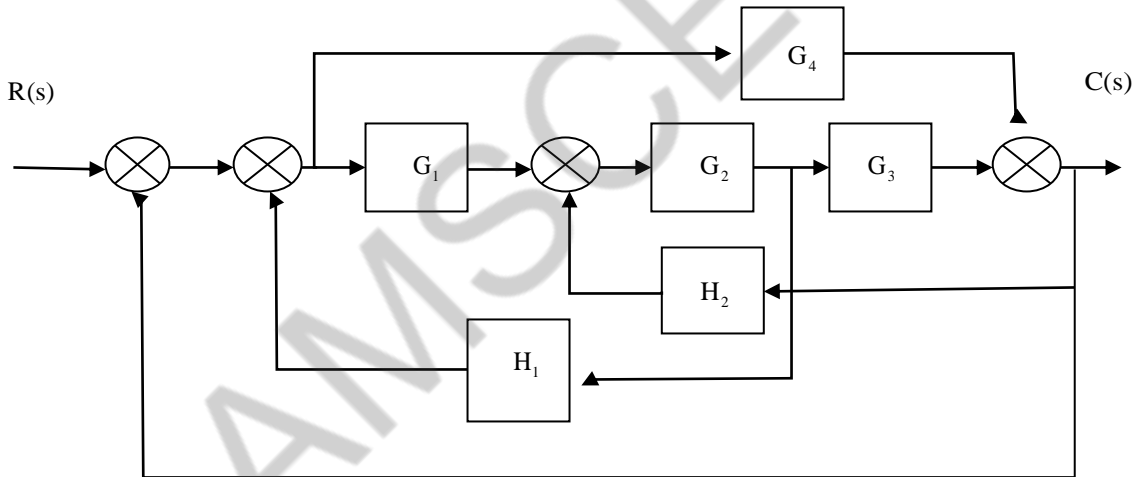 G₄
R(s)
C(s)
G₁
G₂
G₃
H₂
H₁
AMSCE